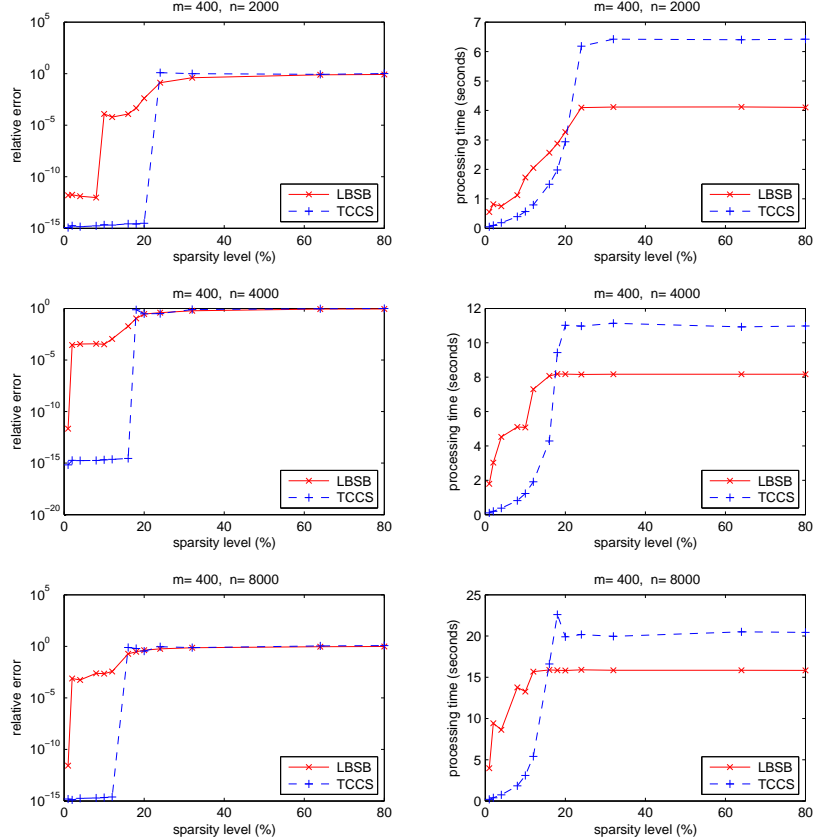 m= 400,  n= 2000
10^5
10^0
10^-5
10^-10
10^-15
relative error
0 20 40 60 80
sparsity level (%)
LBSB
TCCS
m= 400,  n= 2000
7
6
5
4
3
2
1
0
processing time (seconds)
0 20 40 60 80
sparsity level (%)
LBSB
TCCS
m= 400,  n= 4000
10^0
10^-5
10^-10
10^-15
10^-20
relative error
0 20 40 60 80
sparsity level (%)
LBSB
TCCS
m= 400,  n= 4000
12
10
8
6
4
2
0
processing time (seconds)
0 20 40 60 80
sparsity level (%)
LBSB
TCCS
m= 400,  n= 8000
10^5
10^0
10^-5
10^-10
10^-15
relative error
0 20 40 60 80
sparsity level (%)
LBSB
TCCS
m= 400,  n= 8000
25
20
15
10
5
0
processing time (seconds)
0 20 40 60 80
sparsity level (%)
LBSB
TCCS